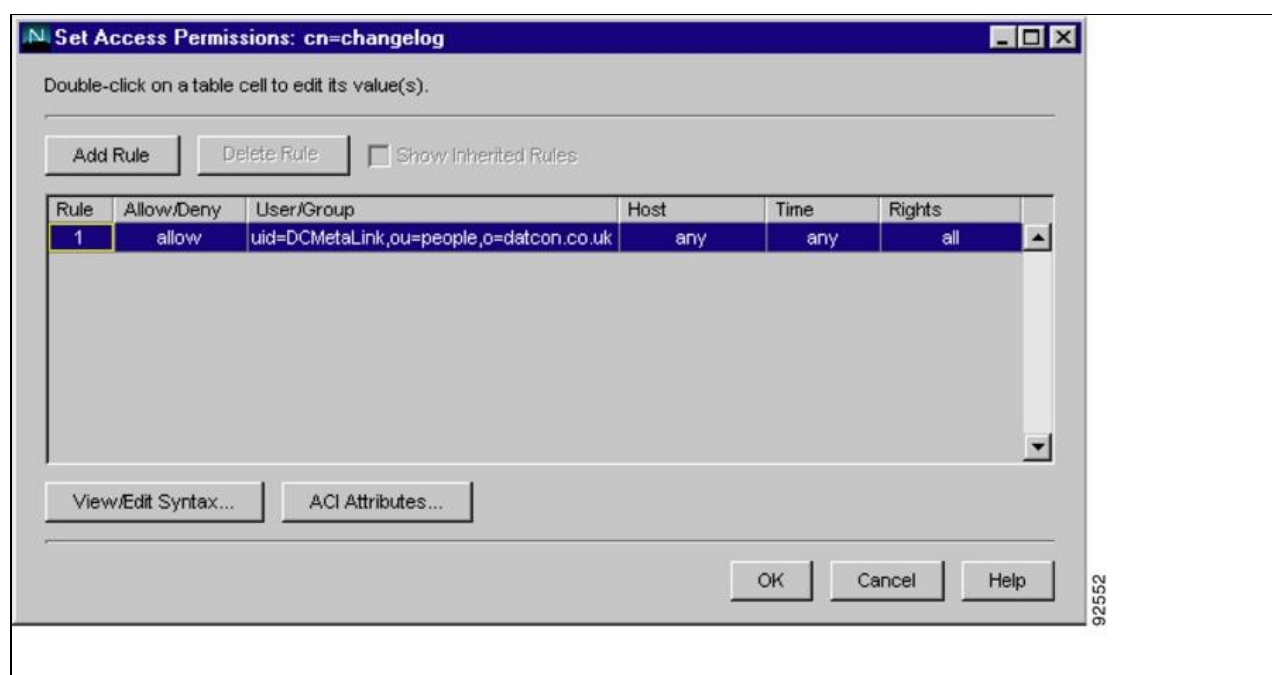 N Set Access Permissions: cn=changelog
Double-click on a table cell to edit its value(s).
Add Rule Delete Rule Show Inherited Rules
Rule Allow/Deny User/Group Host Time Rights
1 allow uid=DCMetaLink,ou=people,o=datcon.co.uk any any all
View/Edit Syntax... ACI Attributes...
OK Cancel Help
92552